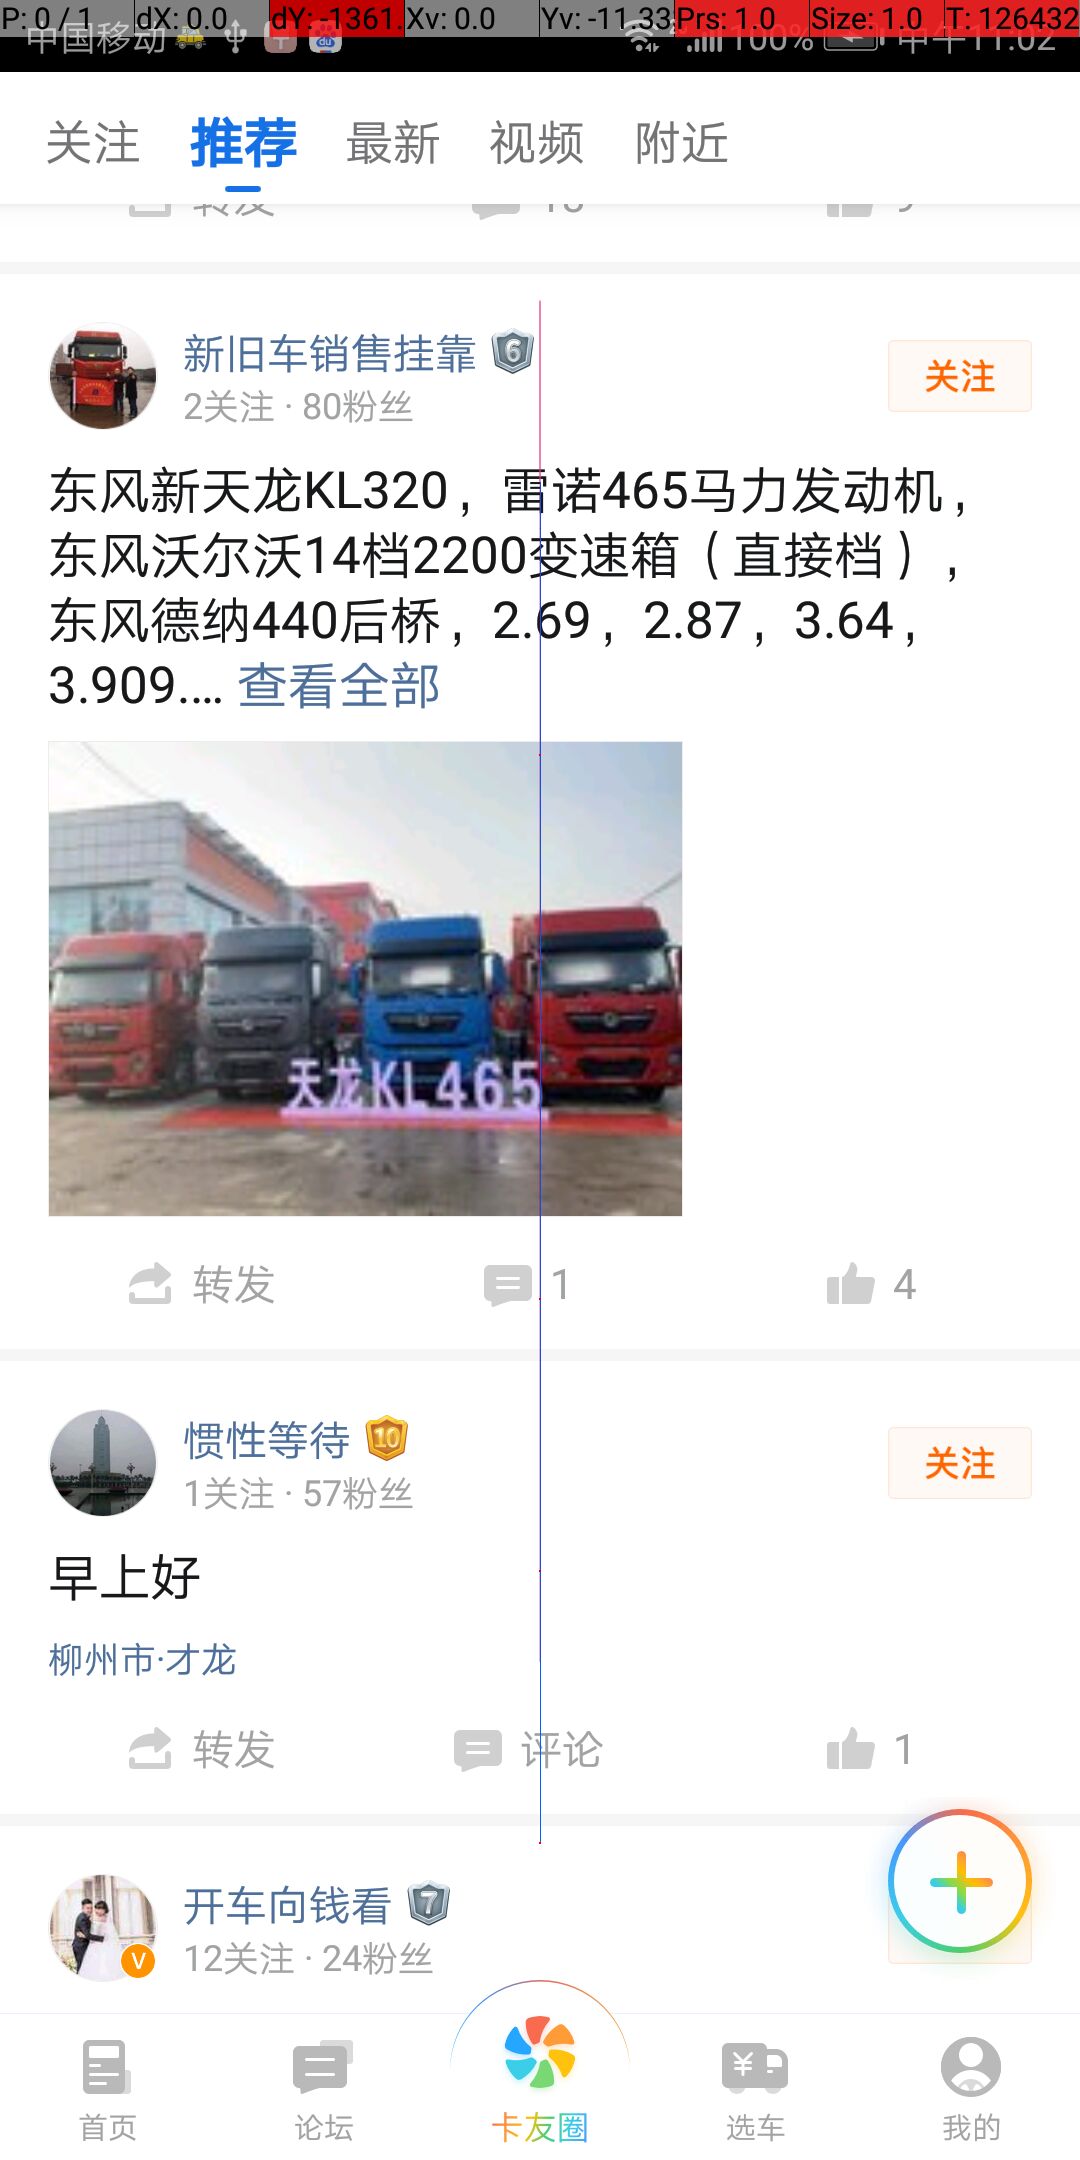 P: 0 / 1 dX: 0.0 dY: -1361. Xv: 0.0 Yv: -11.33 Prs: 1.0 Size: 1.0 T: 126432
中国移动 100% 中午11:02
关注 推荐 最新 视频 附近
转发
新旧车销售挂靠 6
2关注 · 80粉丝
关注
东风新天龙KL320，雷诺465马力发动机，
东风沃尔沃14档2200变速箱（直接档），
东风德纳440后桥，2.69，2.87，3.64，
3.909.... 查看全部
天龙KL465
转发 1 4
惯性等待 10
1关注 · 57粉丝
关注
早上好
柳州市·才龙
转发 评论 1
开车向钱看 7
V
12关注 · 24粉丝
首页 论坛 卡友圈 选车 我的